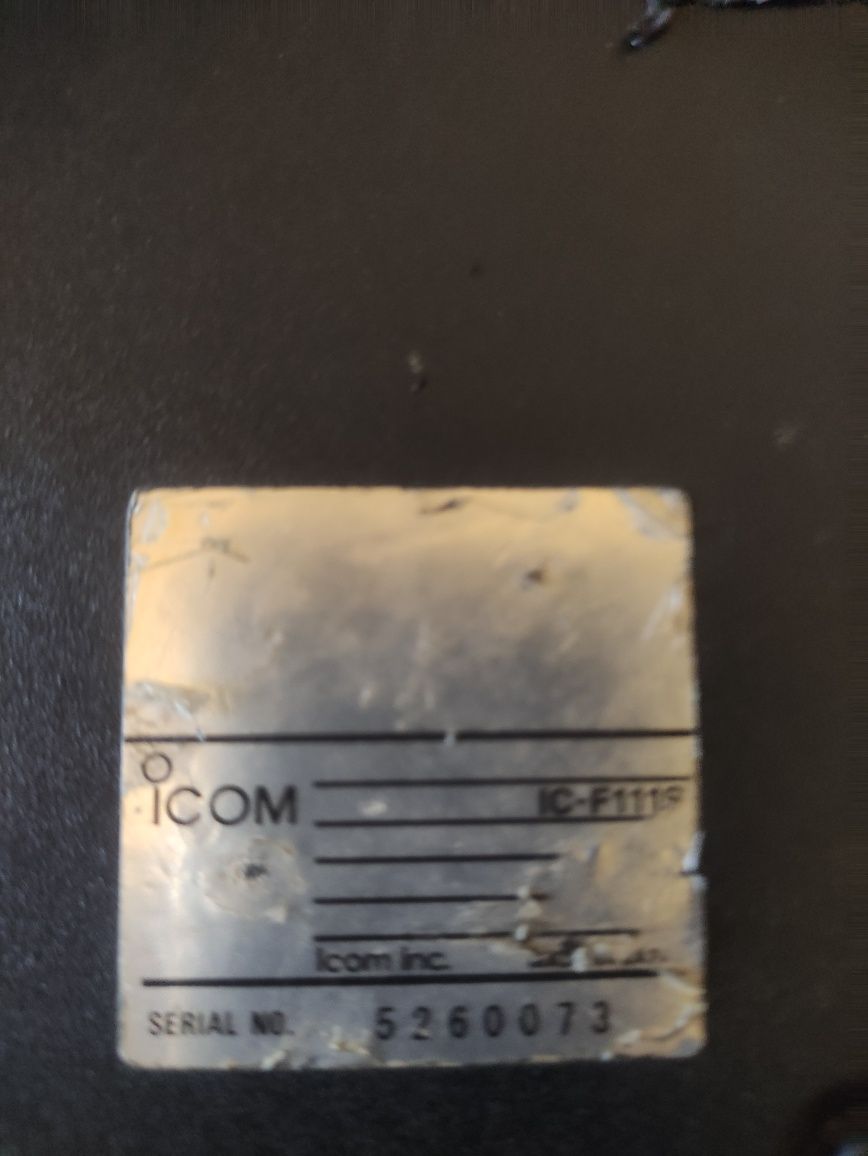 ICOM IC-F111S
Icom Inc.
SERIAL NO. 5260073